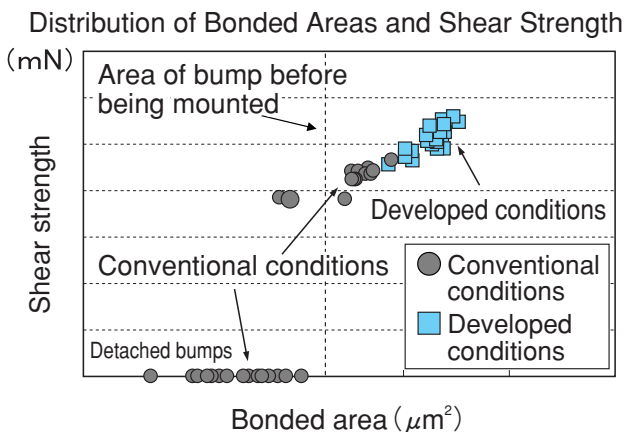 Distribution of Bonded Areas and Shear Strength
(mN)
Area of bump before
being mounted
Shear strength
Developed conditions
Conventional conditions
Conventional
conditions
Developed
conditions
Detached bumps
Bonded area (μm²)